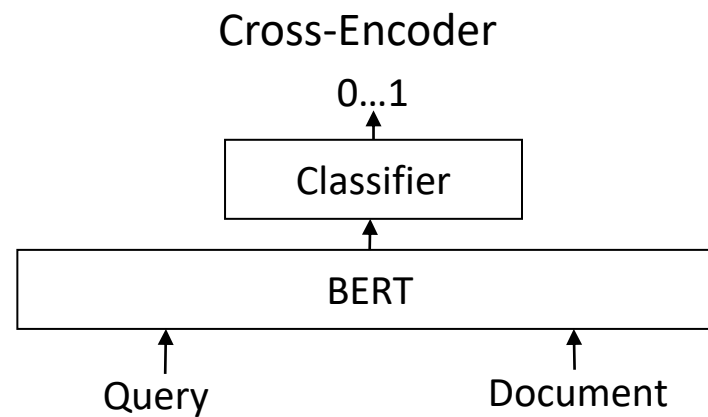 Cross-Encoder
0...1
Classifier
BERT
Query Document